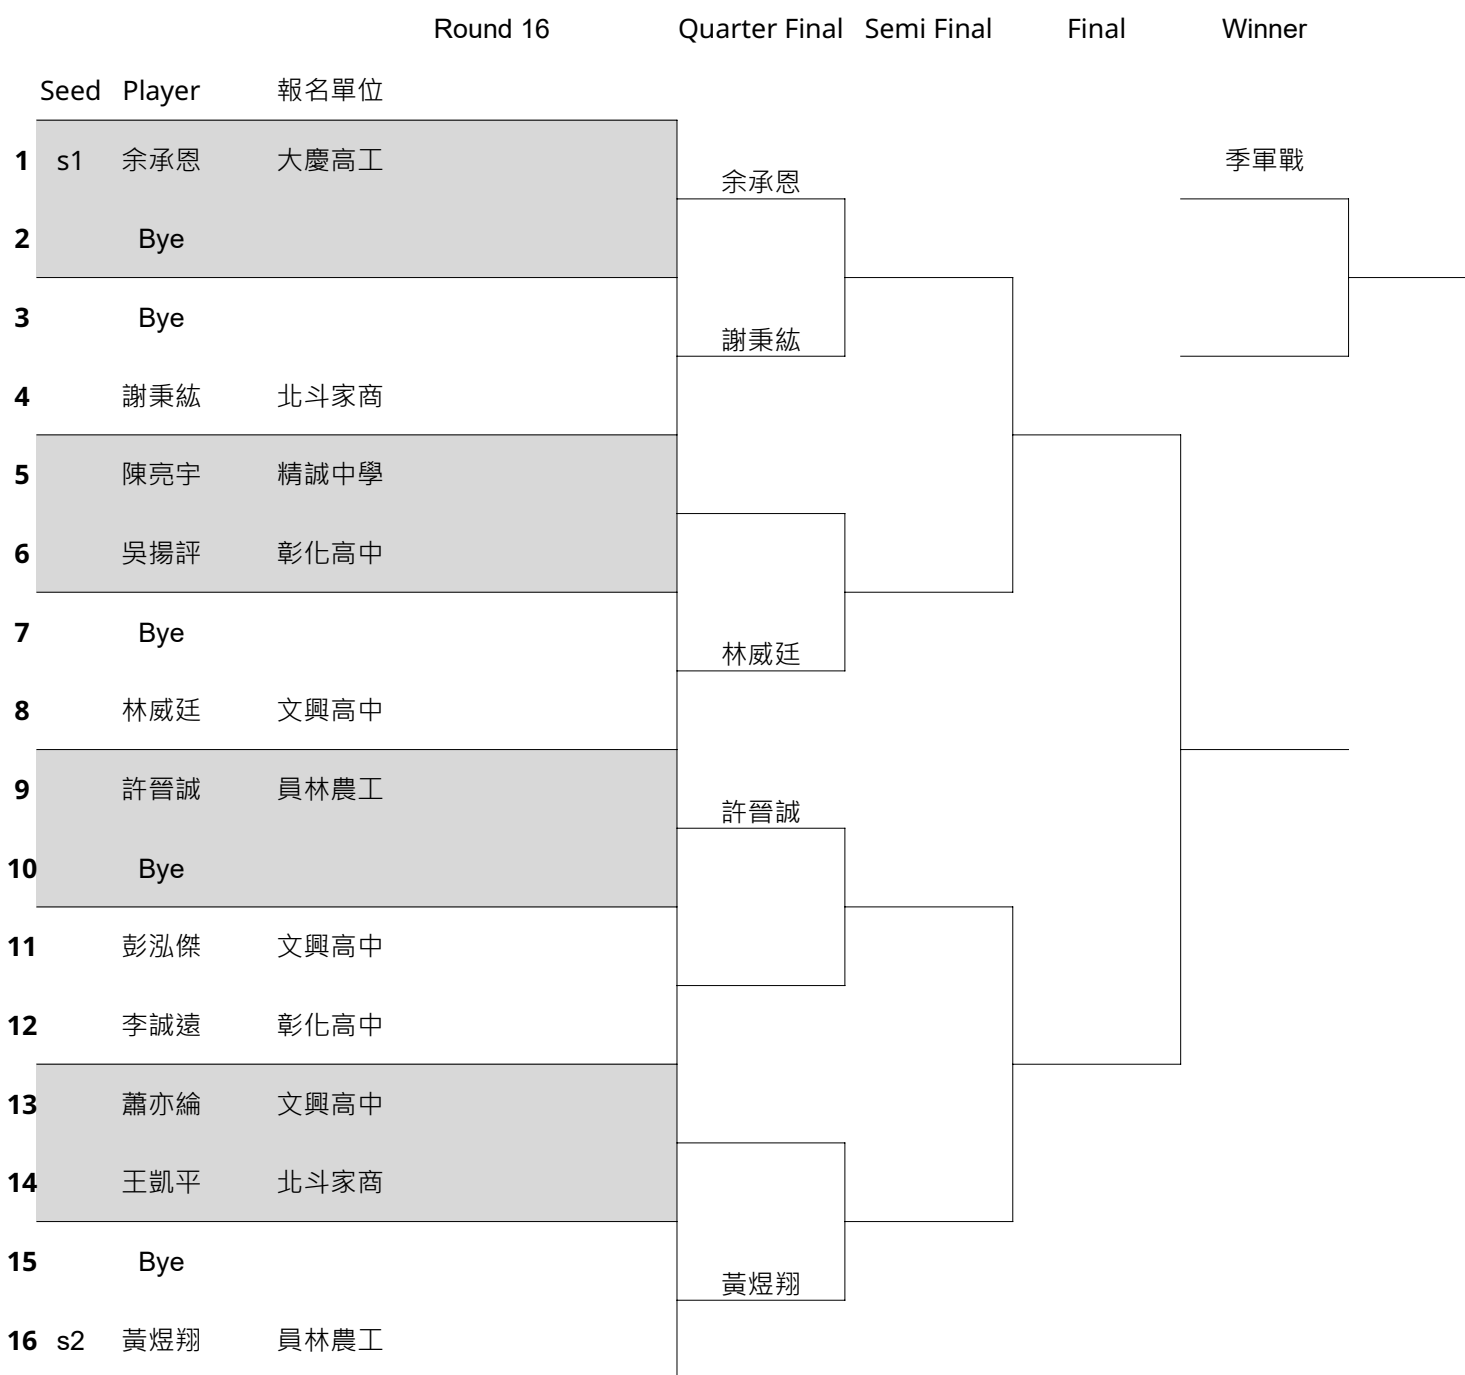 Round 16 Quarter Final Semi Final Final Winner
Seed Player 報名單位
1 s1 余承恩 大慶高工 季軍戰
余承恩
2 Bye
3 Bye
謝秉紘
4 謝秉紘 北斗家商
5 陳亮宇 精誠中學
6 吳揚評 彰化高中
7 Bye
林威廷
8 林威廷 文興高中
9 許晉誠 員林農工
許晉誠
10 Bye
11 彭泓傑 文興高中
12 李誠遠 彰化高中
13 蕭亦綸 文興高中
14 王凱平 北斗家商
15 Bye
黃煜翔
16 s2 黃煜翔 員林農工